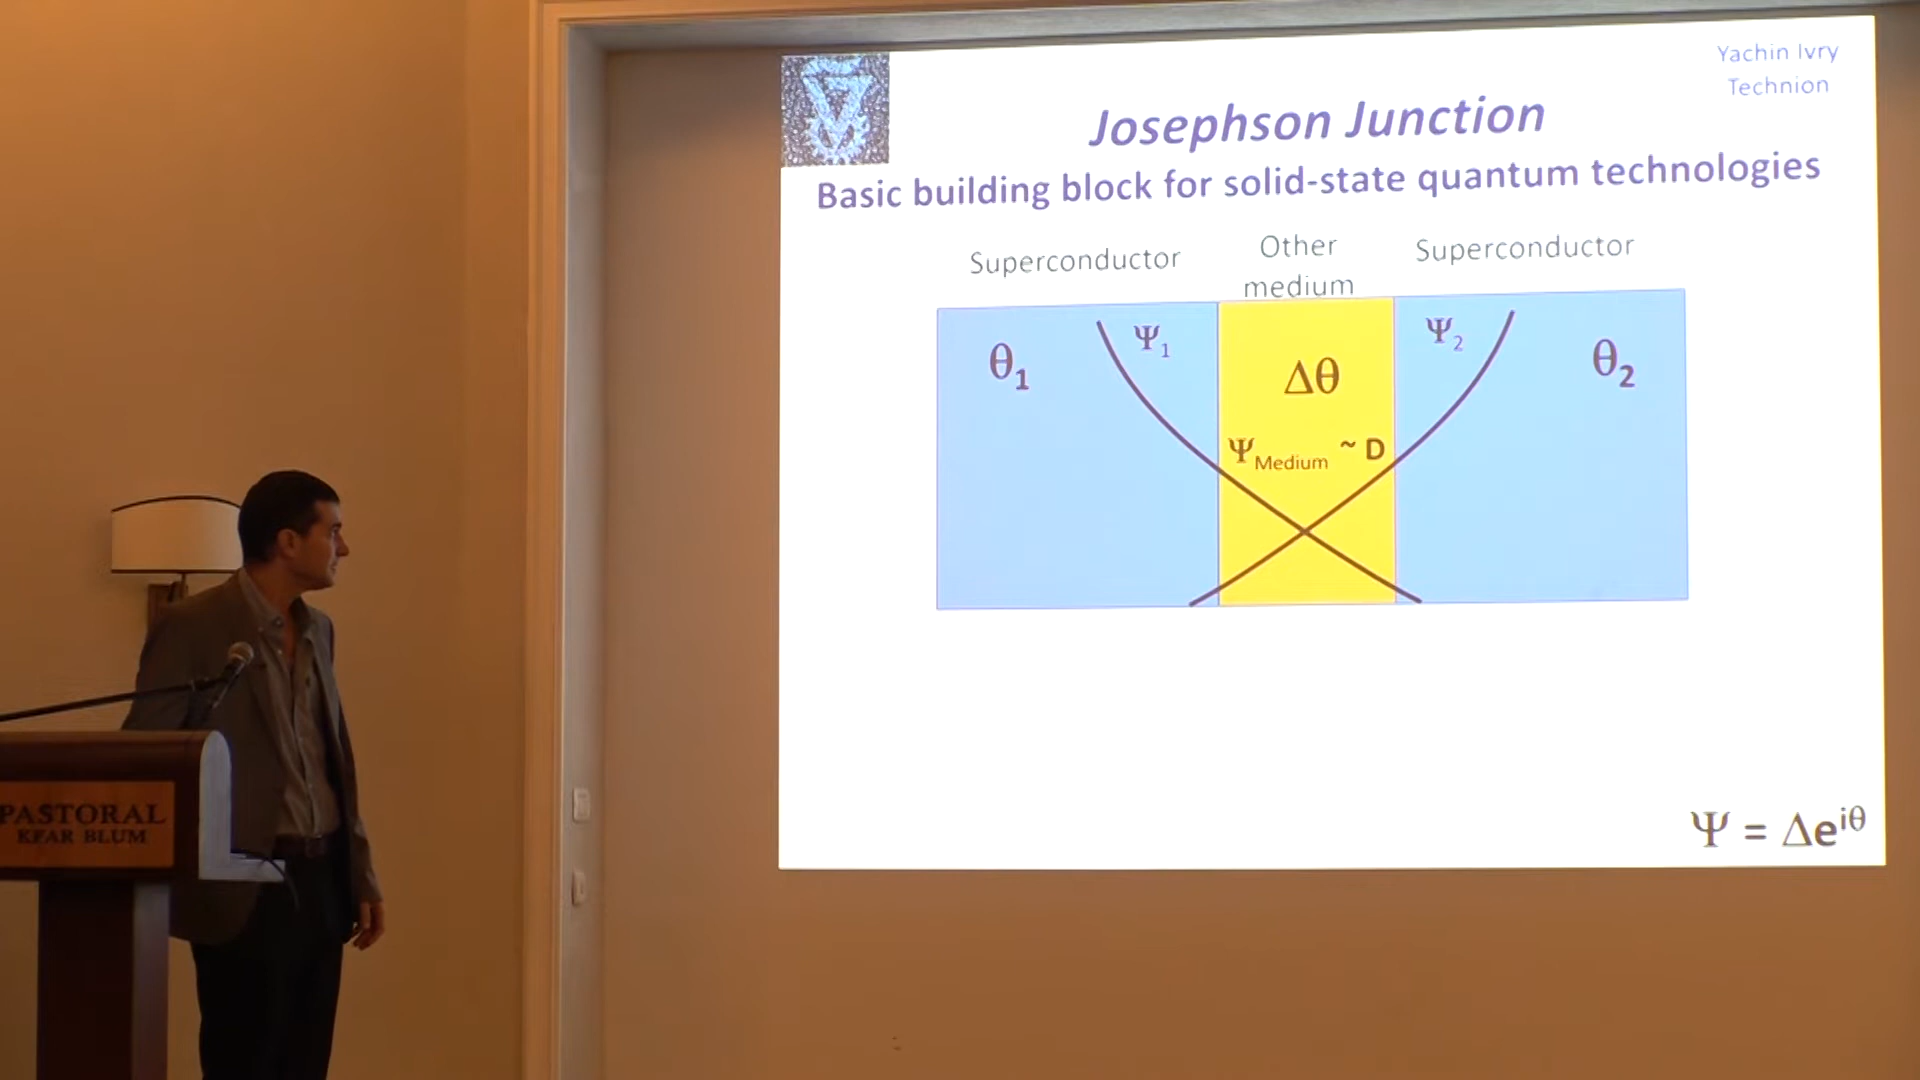 Yachin Ivry
Technion
Josephson Junction
Basic building block for solid-state quantum technologies
Superconductor
Other
medium
Superconductor
θ₁
Ψ₁
Δθ
Ψ₂
θ₂
Ψ_Medium ~ D
Ψ = Δe^{iθ}
PASTORAL
KFAR BLUM